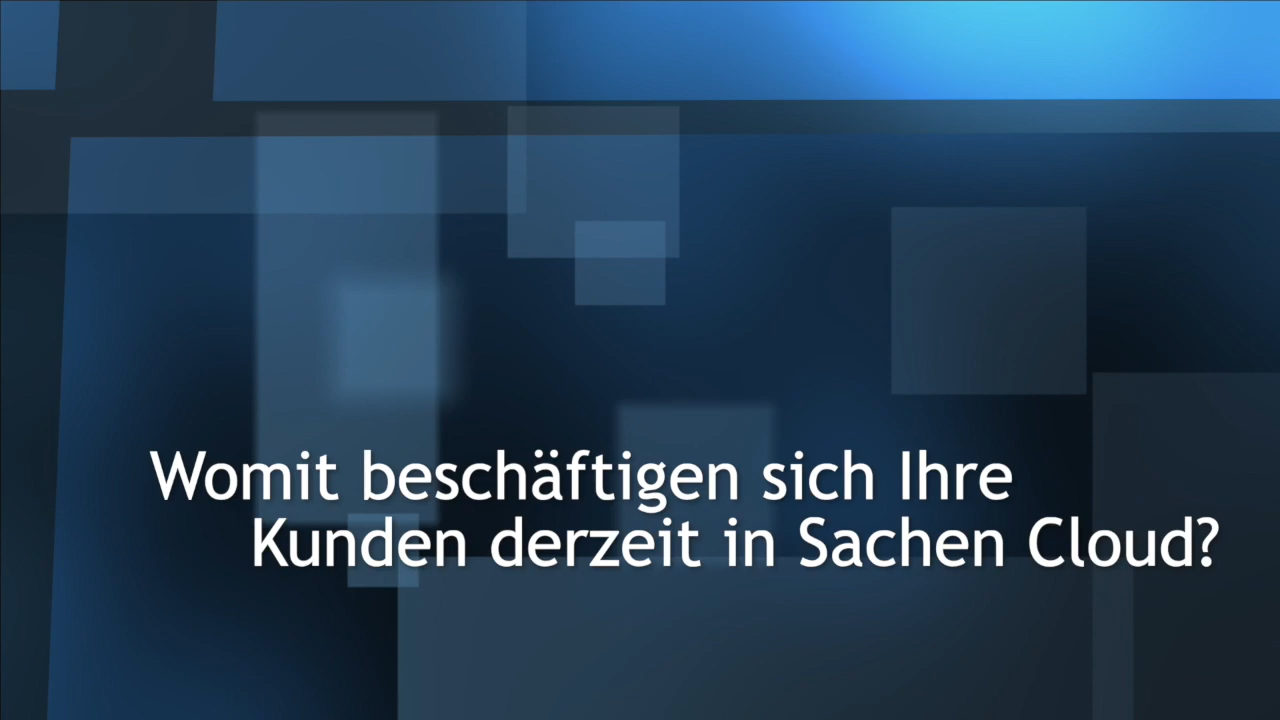 Womit beschäftigen sich Ihre
Kunden derzeit in Sachen Cloud?